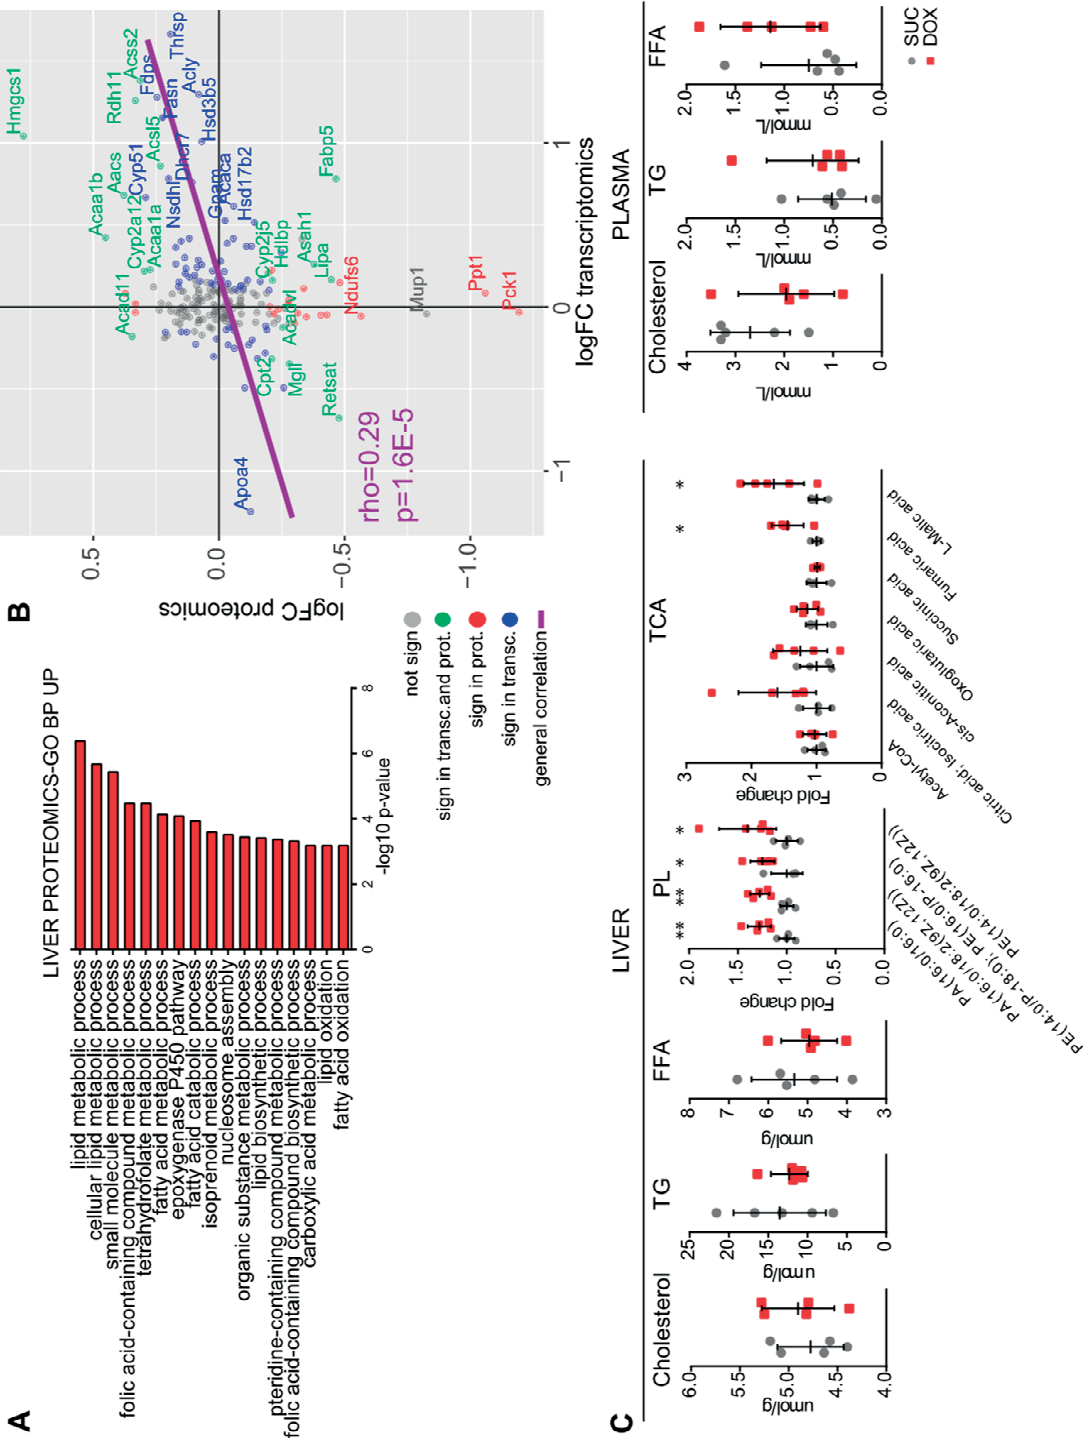 A
LIVER PROTEOMICS-GO BP UP
lipid metabolic process
cellular lipid metabolic process
small molecule metabolic process
folic acid-containing compound metabolic process
tetrahydrofolate metabolic process
fatty acid metabolic process
epoxygenase P450 pathway
fatty acid catabolic process
isoprenoid metabolic process
nucleosome assembly
organic substance metabolic process
lipid biosynthetic process
pteridine-containing compound metabolic process
folic acid-containing compound biosynthetic process
carboxylic acid metabolic process
lipid oxidation
fatty acid oxidation
0 2 4 6 8
-log10 p-value
B
logFC proteomics
0.5
0.0
−0.5
−1.0
−1 0 1
logFC transcriptomics
Hmgcs1
Acss2
Thrsp
Rdh11
Fdps
Acly
Fasn
Hsd3b5
Acsl5
Dhcr7
Aacs
Cyp51
Nsdhl
Acaa1b
Cyp2a12
Acaa1a
Gpam
Acaca
Hsd17b2
Fabp5
Cyp2j5
Hdlbp
Asah1
Lipa
Acad11
Acadvl
Ndufs6
Mup1
Ppt1
Pck1
Cpt2
Mgll
Retsat
Apoa4
rho=0.29
p=1.6E-5
not sign
sign in transc.and prot.
sign in prot.
sign in transc.
general correlation
C
LIVER
Cholesterol
umol/g
6.0
5.5
5.0
4.5
4.0
TG
umol/g
25
20
15
10
5
0
FFA
umol/g
8
7
6
5
4
3
PL
Fold change
2.0
1.5
1.0
0.5
0.0
** ** * *
PA(16:0/16:0)
PA(16:0/18:2(9Z,12Z))
PE(14:0/P-18:0); PE(16:0/P-16:0)
PE(14:0/18:2(9Z,12Z))
TCA
Fold change
3
2
1
0
* *
Acetyl-CoA
Citric acid; Isocitric acid
cis-Aconitic acid
Oxoglutaric acid
Succinic acid
Fumaric acid
L-Malic acid
PLASMA
Cholesterol
mmol/L
4
3
2
1
0
TG
mmol/L
2.0
1.5
1.0
0.5
0.0
FFA
mmol/L
2.0
1.5
1.0
0.5
0.0
SUC
DOX